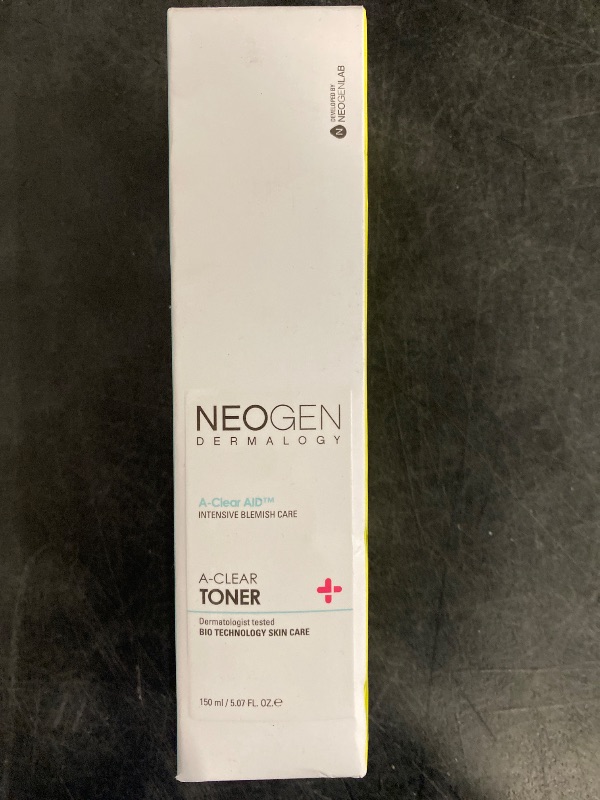 DEVELOPED BY
N NEOGENLAB
NEOGEN
DERMALOGY
A-Clear AID™
INTENSIVE BLEMISH CARE
A-CLEAR
TONER
Dermatologist tested
BIO TECHNOLOGY SKIN CARE
150 ml / 5.07 FL. OZ.℮